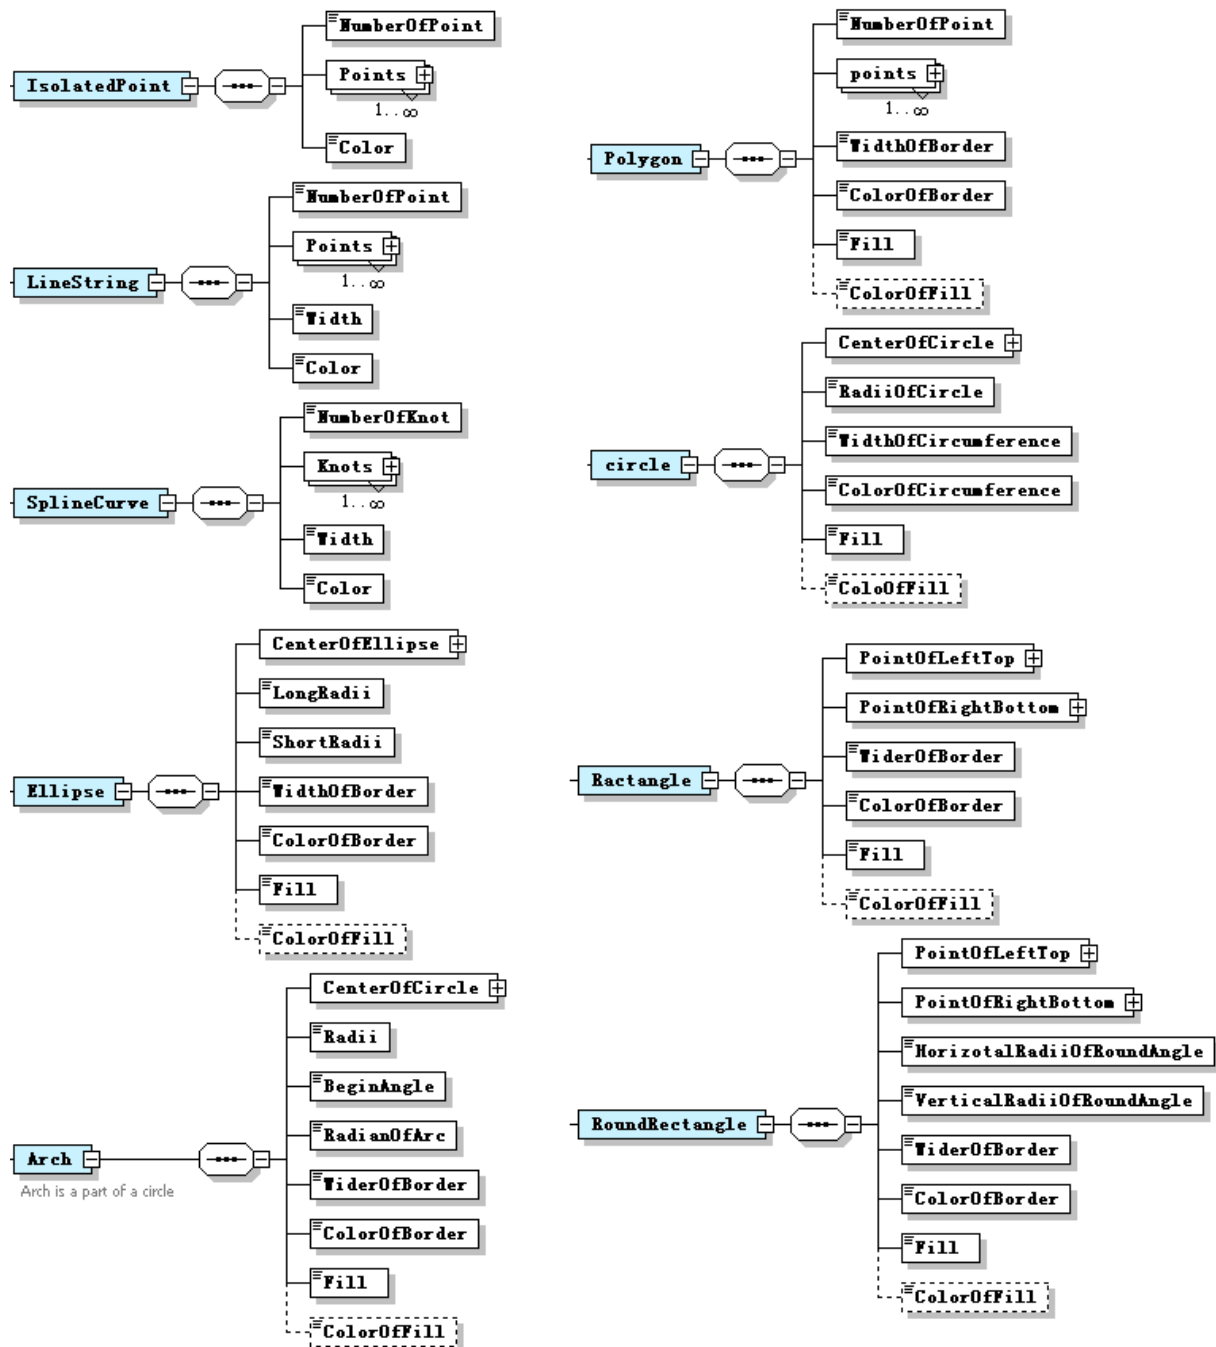 IsolatedPoint
NumberOfPoint
Points
1..∞
Color
LineString
NumberOfPoint
Points
1..∞
Width
Color
SplineCurve
NumberOfKnot
Knots
1..∞
Width
Color
Ellipse
CenterOfEllipse
LongRadii
ShortRadii
WidthOfBorder
ColorOfBorder
Fill
ColorOfFill
Arch
Arch is a part of a circle
CenterOfCircle
Radii
BeginAngle
RadianOfArc
WiderOfBorder
ColorOfBorder
Fill
ColorOfFill
Polygon
NumberOfPoint
points
1..∞
WidthOfBorder
ColorOfBorder
Fill
ColorOfFill
circle
CenterOfCircle
RadiiOfCircle
WidthOfCircumference
ColorOfCircumference
Fill
ColoOfFill
Ractangle
PointOfLeftTop
PointOfRightBottom
WiderOfBorder
ColorOfBorder
Fill
ColorOfFill
RoundRectangle
PointOfLeftTop
PointOfRightBottom
HorizotalRadiiOfRoundAngle
VerticalRadiiOfRoundAngle
WiderOfBorder
ColorOfBorder
Fill
ColorOfFill